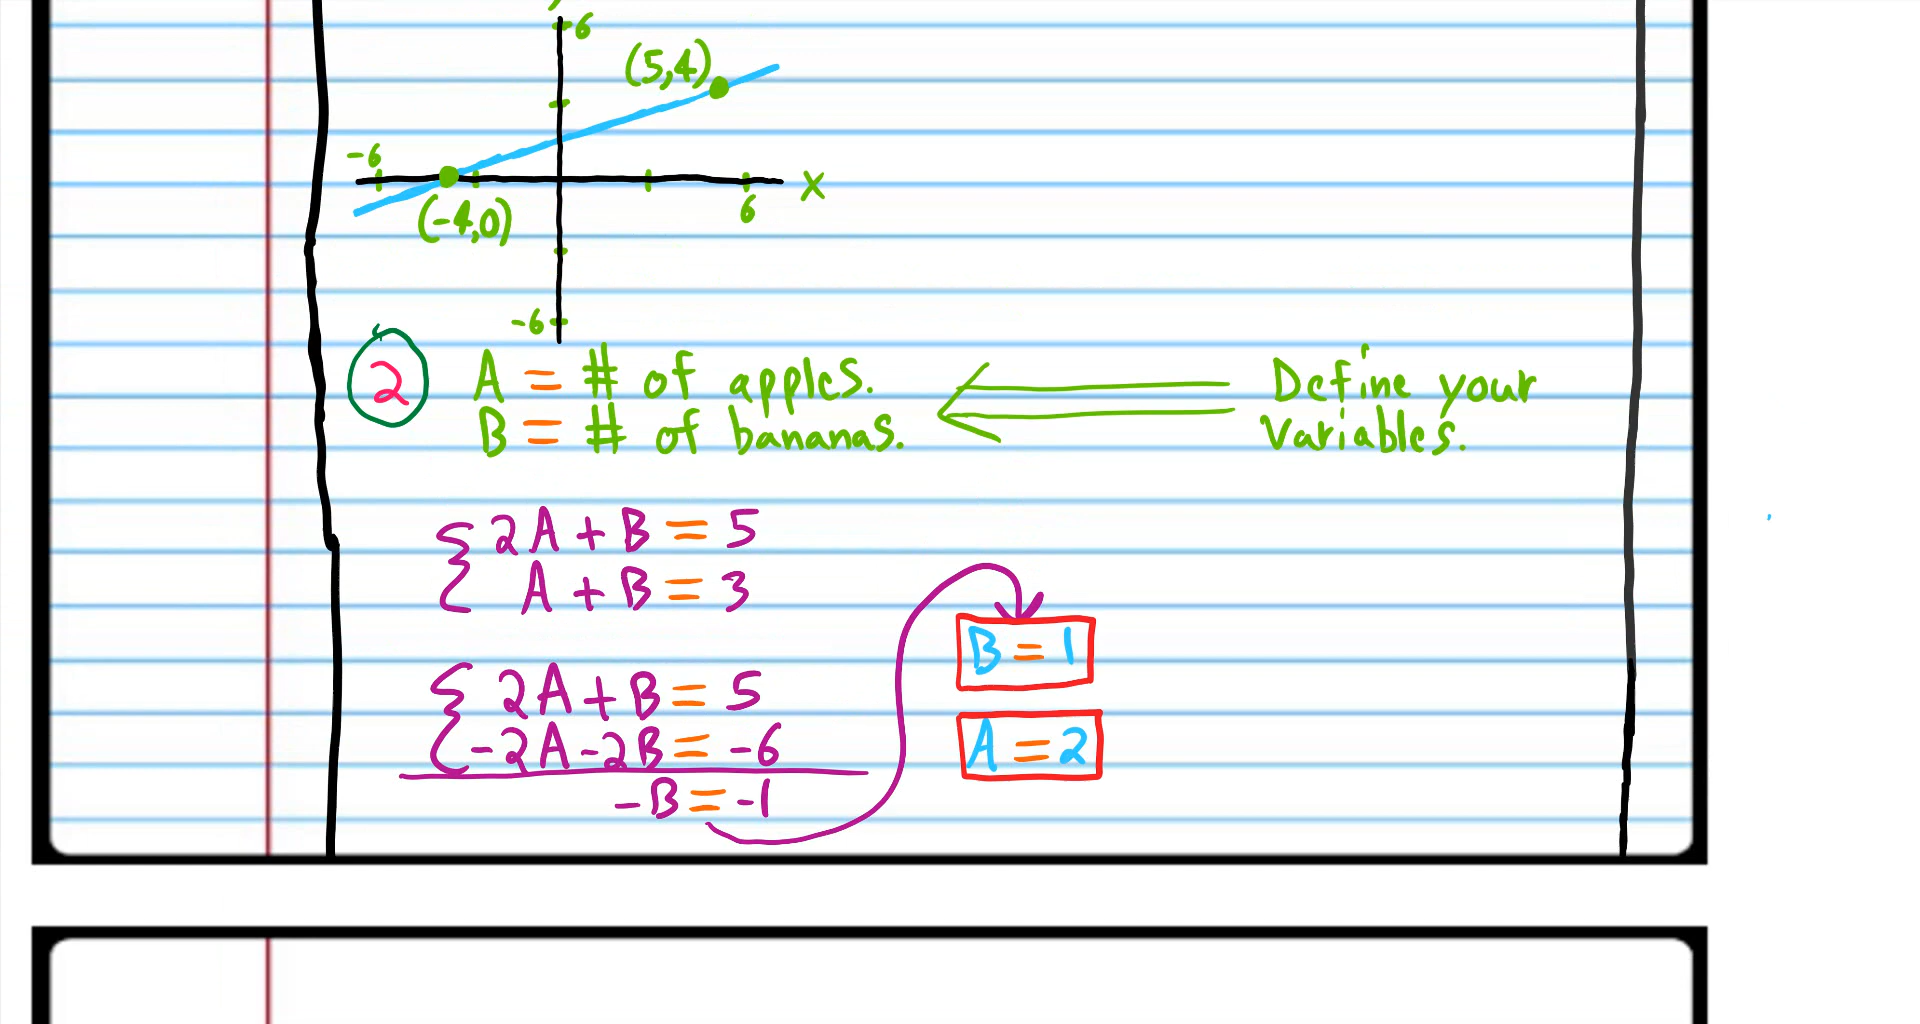 6
(5,4)
-6
x
6
(-4,0)
-6
2
A = # of apples.
B = # of bananas.
Define your
variables.
{ 2A + B = 5
A + B = 3
{ 2A + B = 5
-2A - 2B = -6
-B = -1
B = 1
A = 2